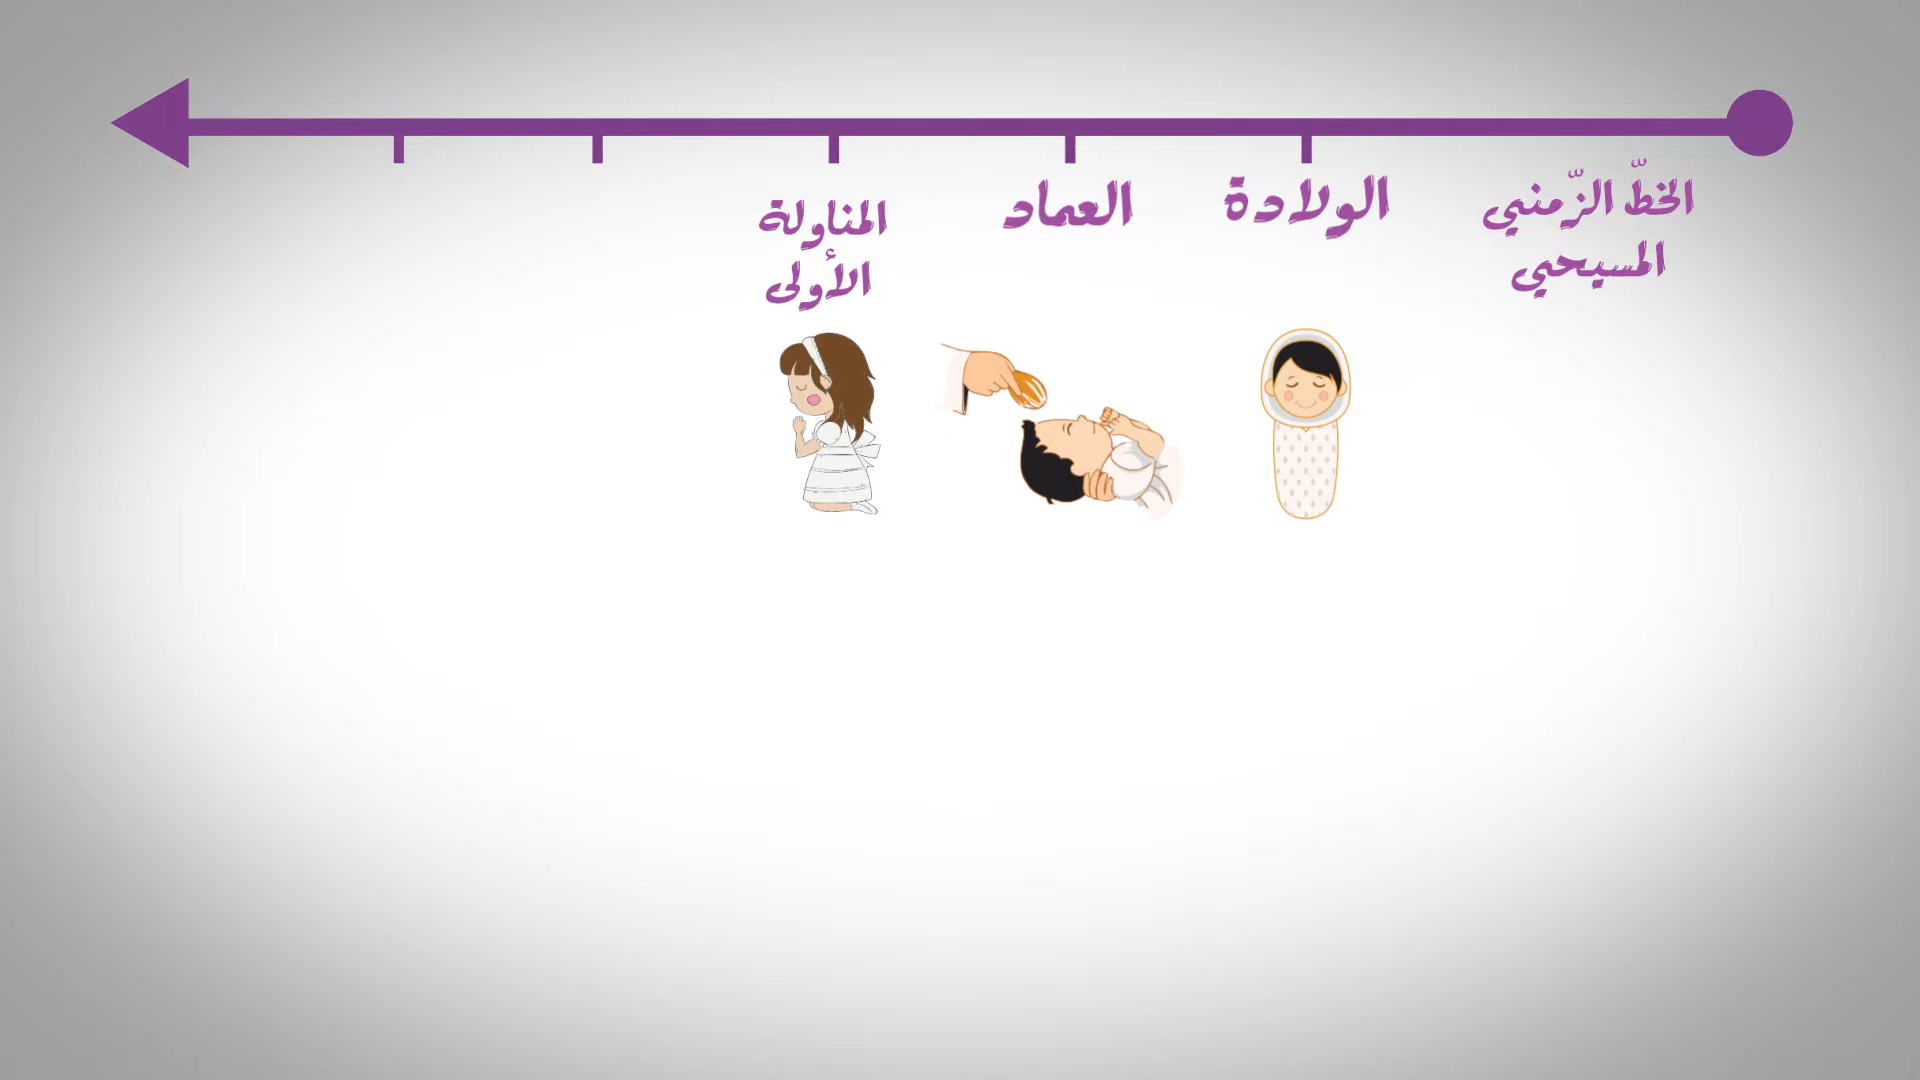 الخطّ الزّمني
المسيحي
الولادة
العماد
المناولة
الأولى